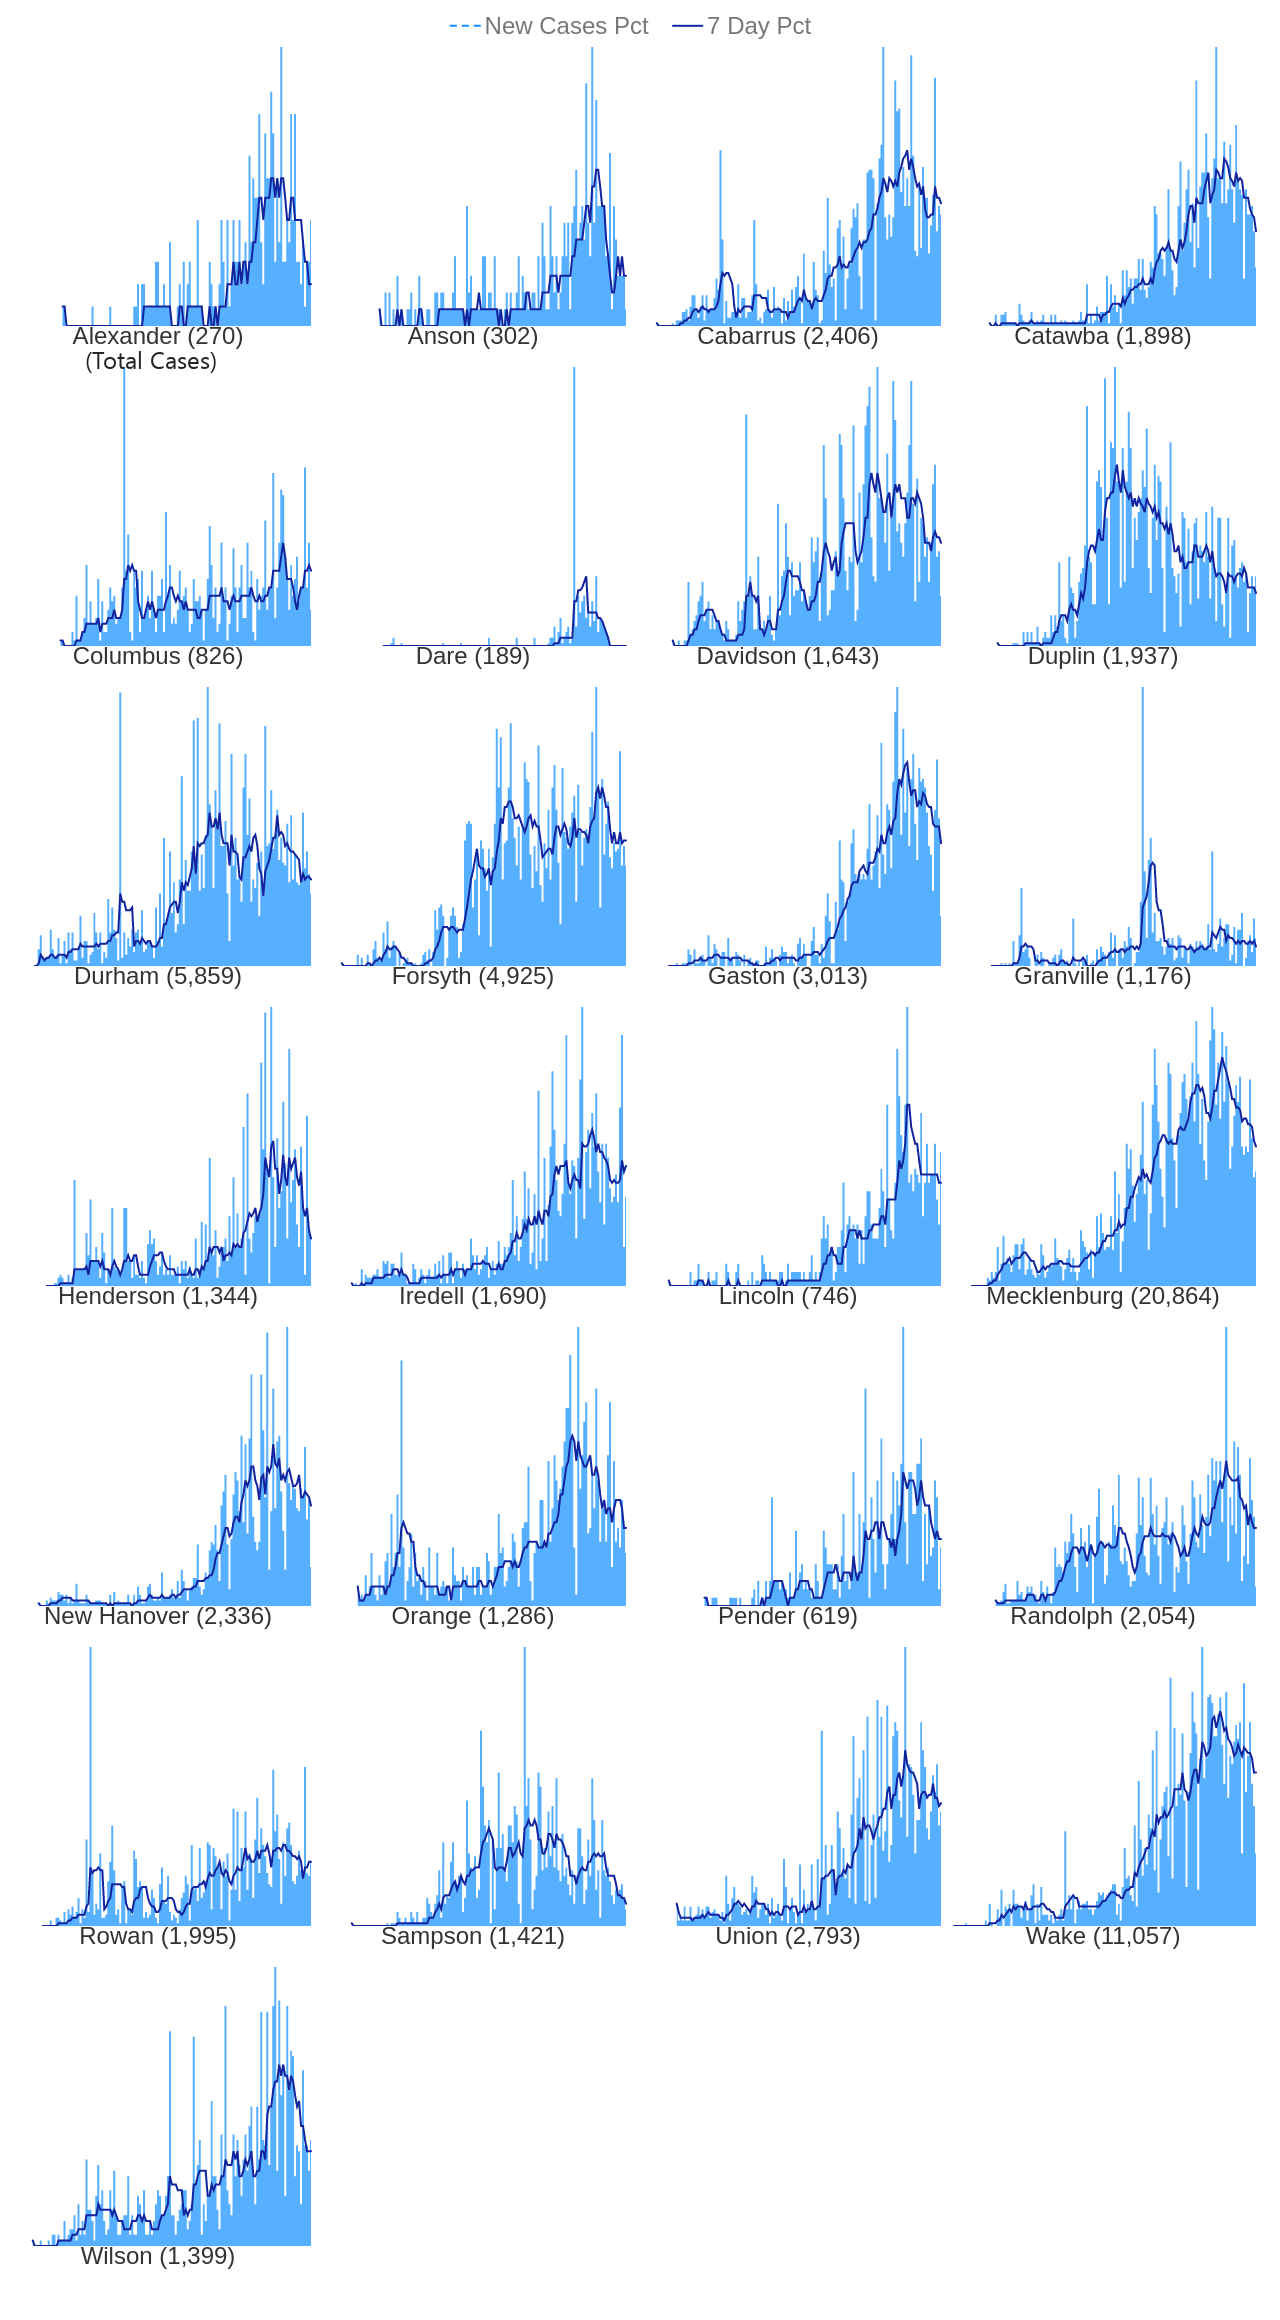 New Cases Pct 7 Day Pct
Alexander (270) Anson (302) Cabarrus (2,406) Catawba (1,898)
(Total Cases)
Columbus (826) Dare (189) Davidson (1,643) Duplin (1,937)
Durham (5,859) Forsyth (4,925) Gaston (3,013) Granville (1,176)
Henderson (1,344) Iredell (1,690) Lincoln (746) Mecklenburg (20,864)
New Hanover (2,336) Orange (1,286) Pender (619) Randolph (2,054)
Rowan (1,995) Sampson (1,421) Union (2,793) Wake (11,057)
Wilson (1,399)